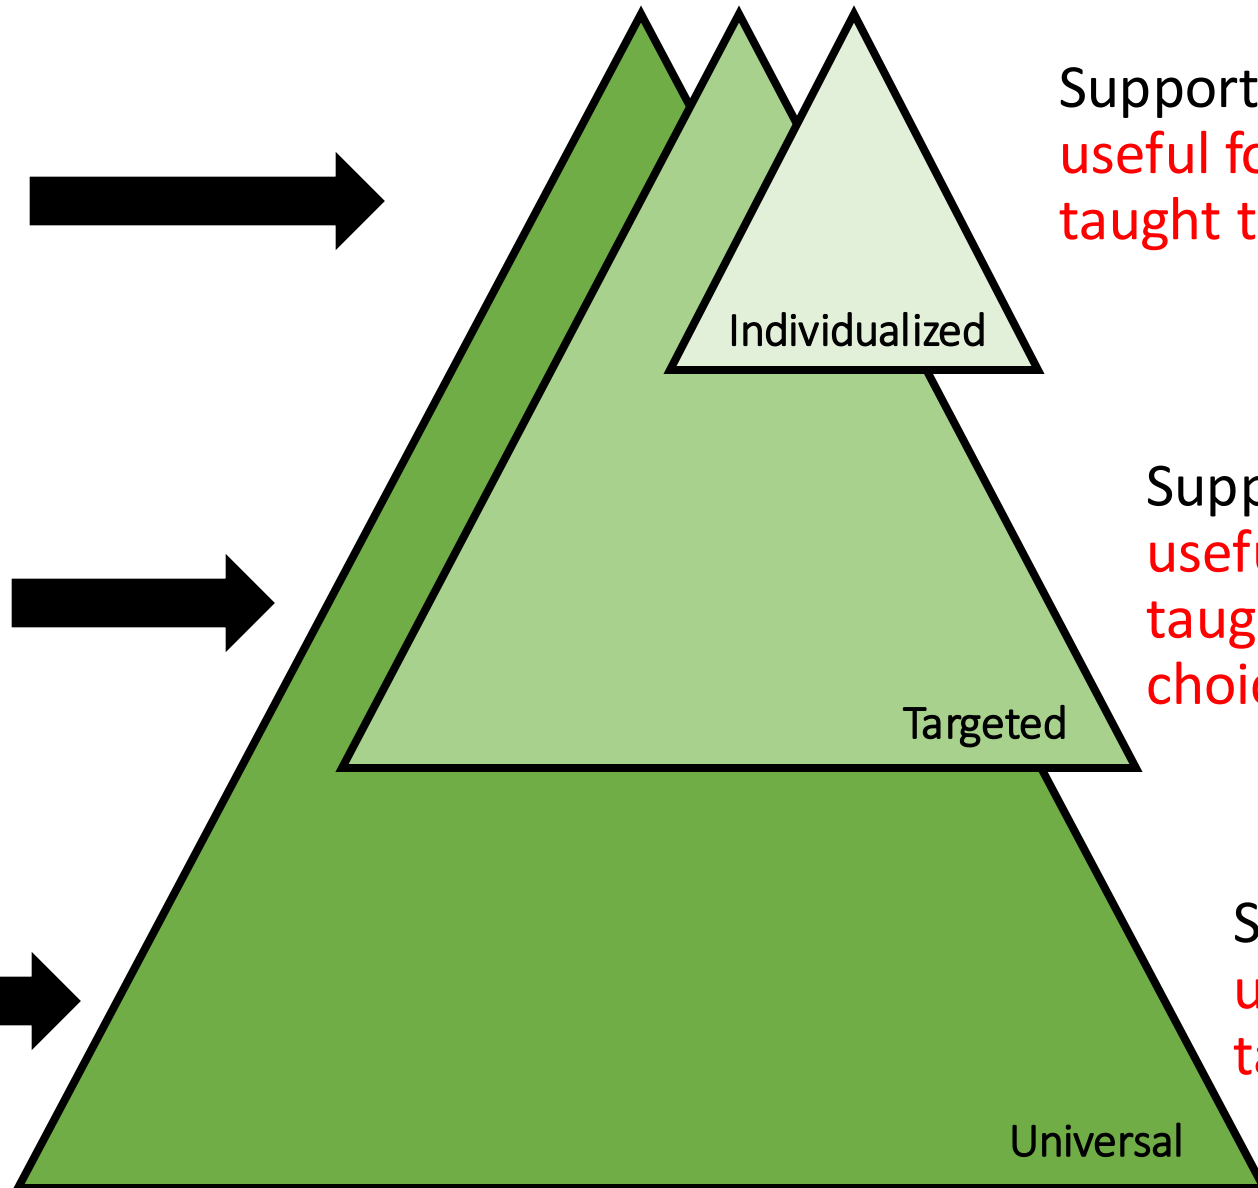 Support
useful fo
taught t
Individualized
Supp
usefu
taug
choic
Targeted
S
u
ta
Universal